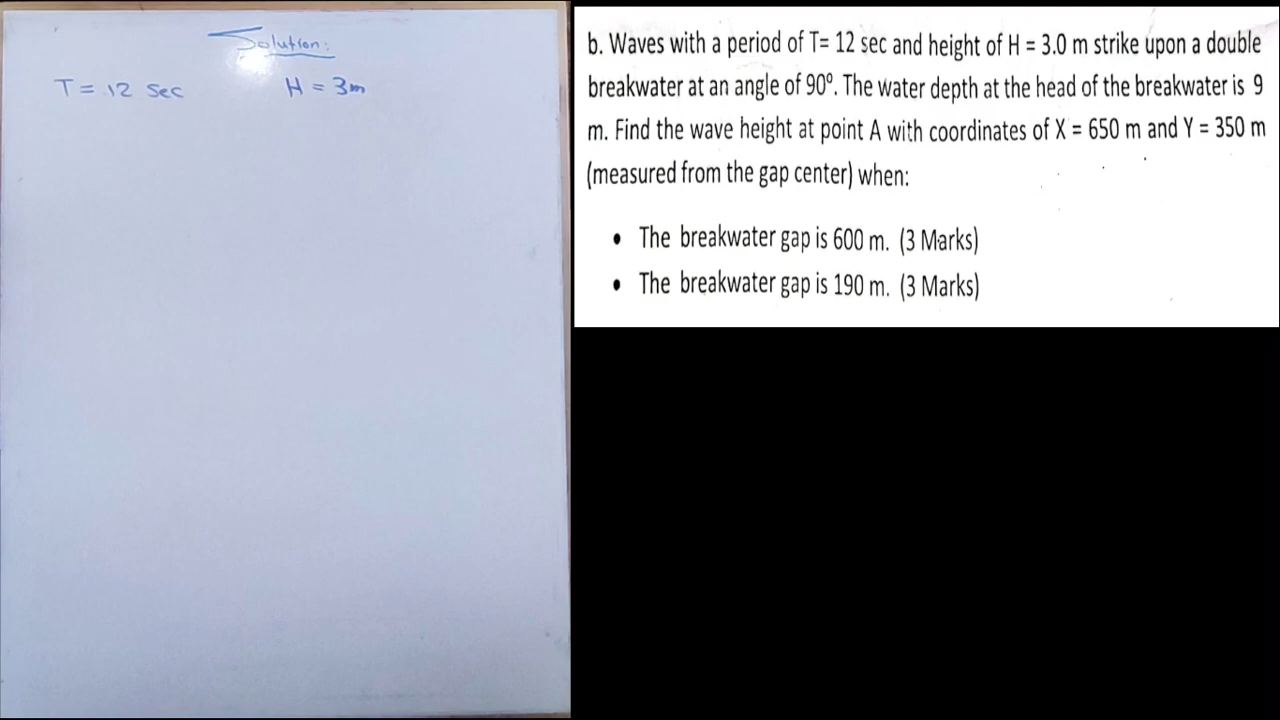 Solution:
T = 12 sec H = 3m
b. Waves with a period of T= 12 sec and height of H = 3.0 m strike upon a double
breakwater at an angle of 90°. The water depth at the head of the breakwater is 9
m. Find the wave height at point A with coordinates of X = 650 m and Y = 350 m
(measured from the gap center) when:
• The breakwater gap is 600 m. (3 Marks)
• The breakwater gap is 190 m. (3 Marks)